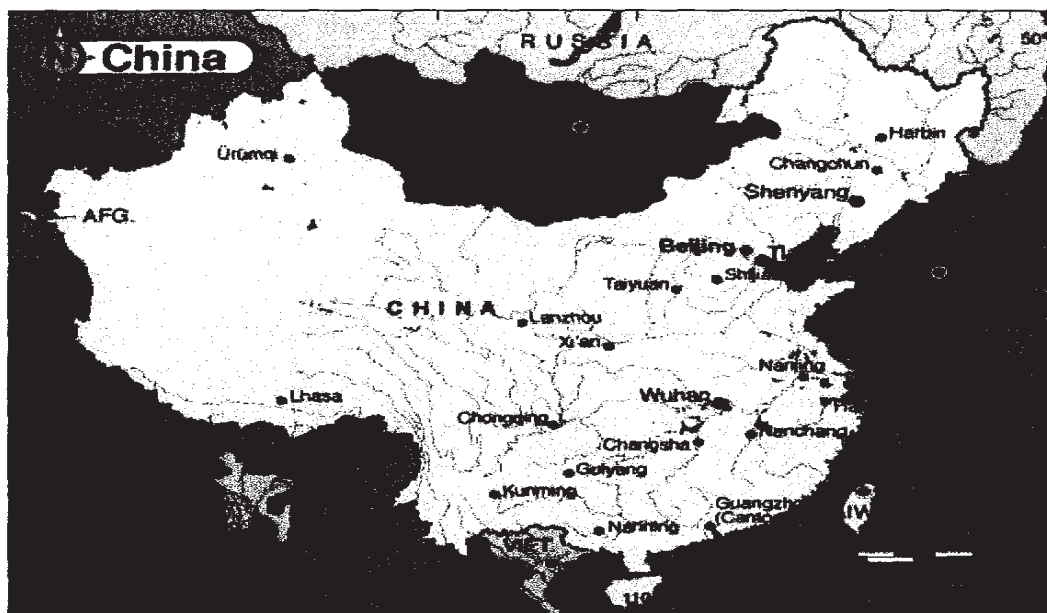 N
China
RUSSIA
50°
Harbin
Ürümqi
Changchun
Shenyang
AFG.
Beijing
Taiyuan
CHINA
Lanzhou
Xi'an
Nanjing
Lhasa
Wuhan
Chongqing
Nanchang
Changsha
Guiyang
Kunming
Nanning
110